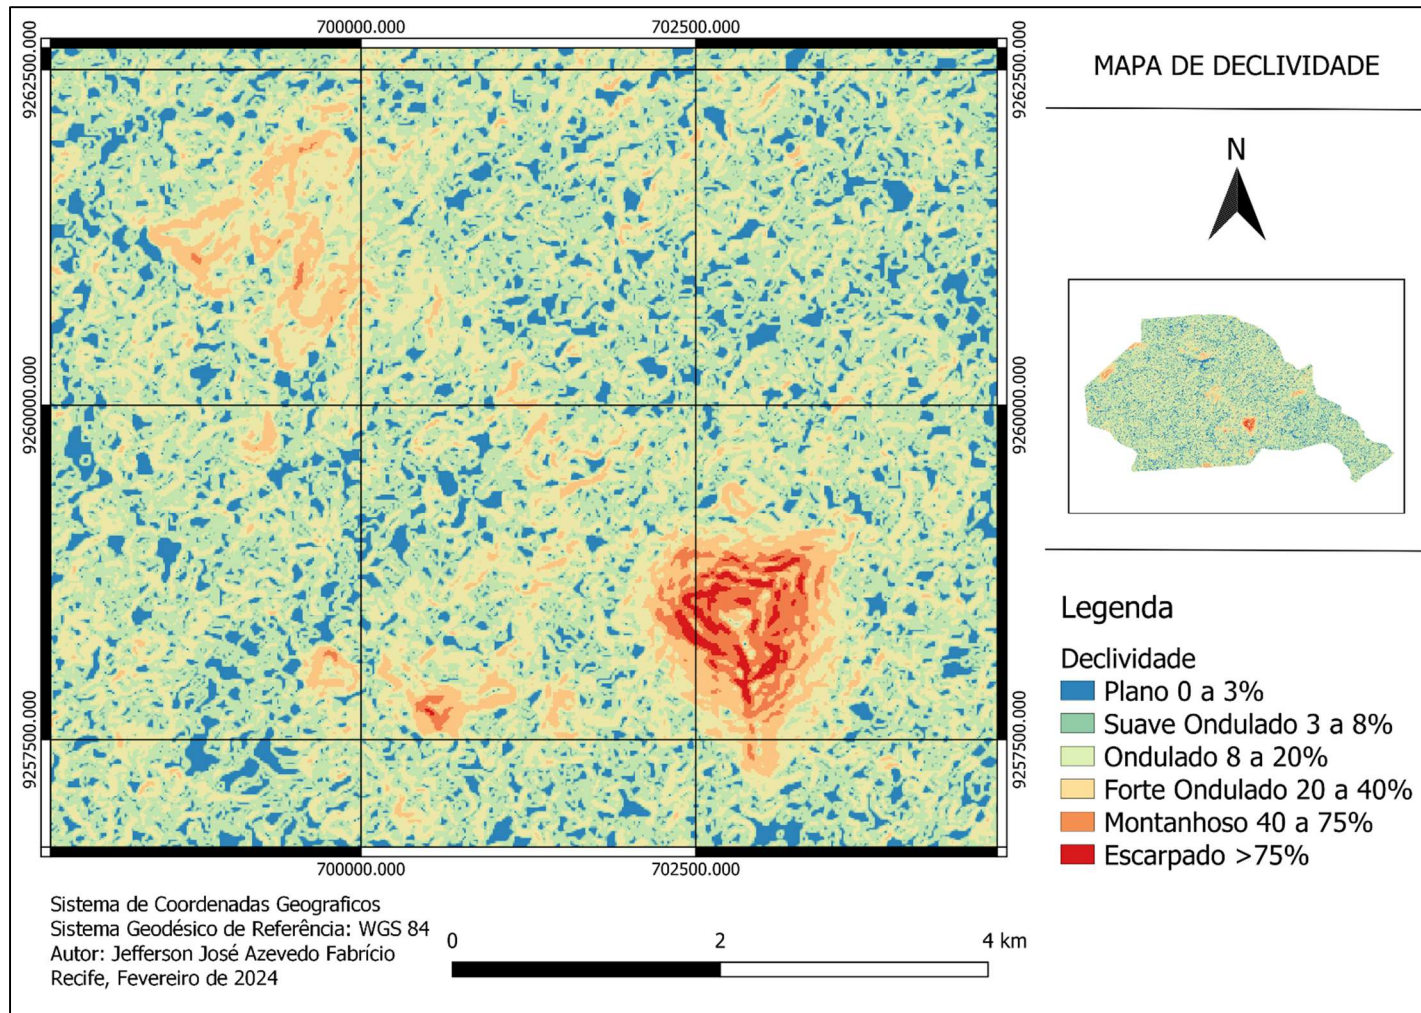 700000.000
702500.000
9262500.000
9262500.000
MAPA DE DECLIVIDADE
N
9260000.000
9260000.000
9257500.000
9257500.000
700000.000
702500.000
Legenda
Declividade
Plano 0 a 3%
Suave Ondulado 3 a 8%
Ondulado 8 a 20%
Forte Ondulado 20 a 40%
Montanhoso 40 a 75%
Escarpado >75%
Sistema de Coordenadas Geograficos
Sistema Geodésico de Referência: WGS 84
Autor: Jefferson José Azevedo Fabrício
Recife, Fevereiro de 2024
0
2
4 km